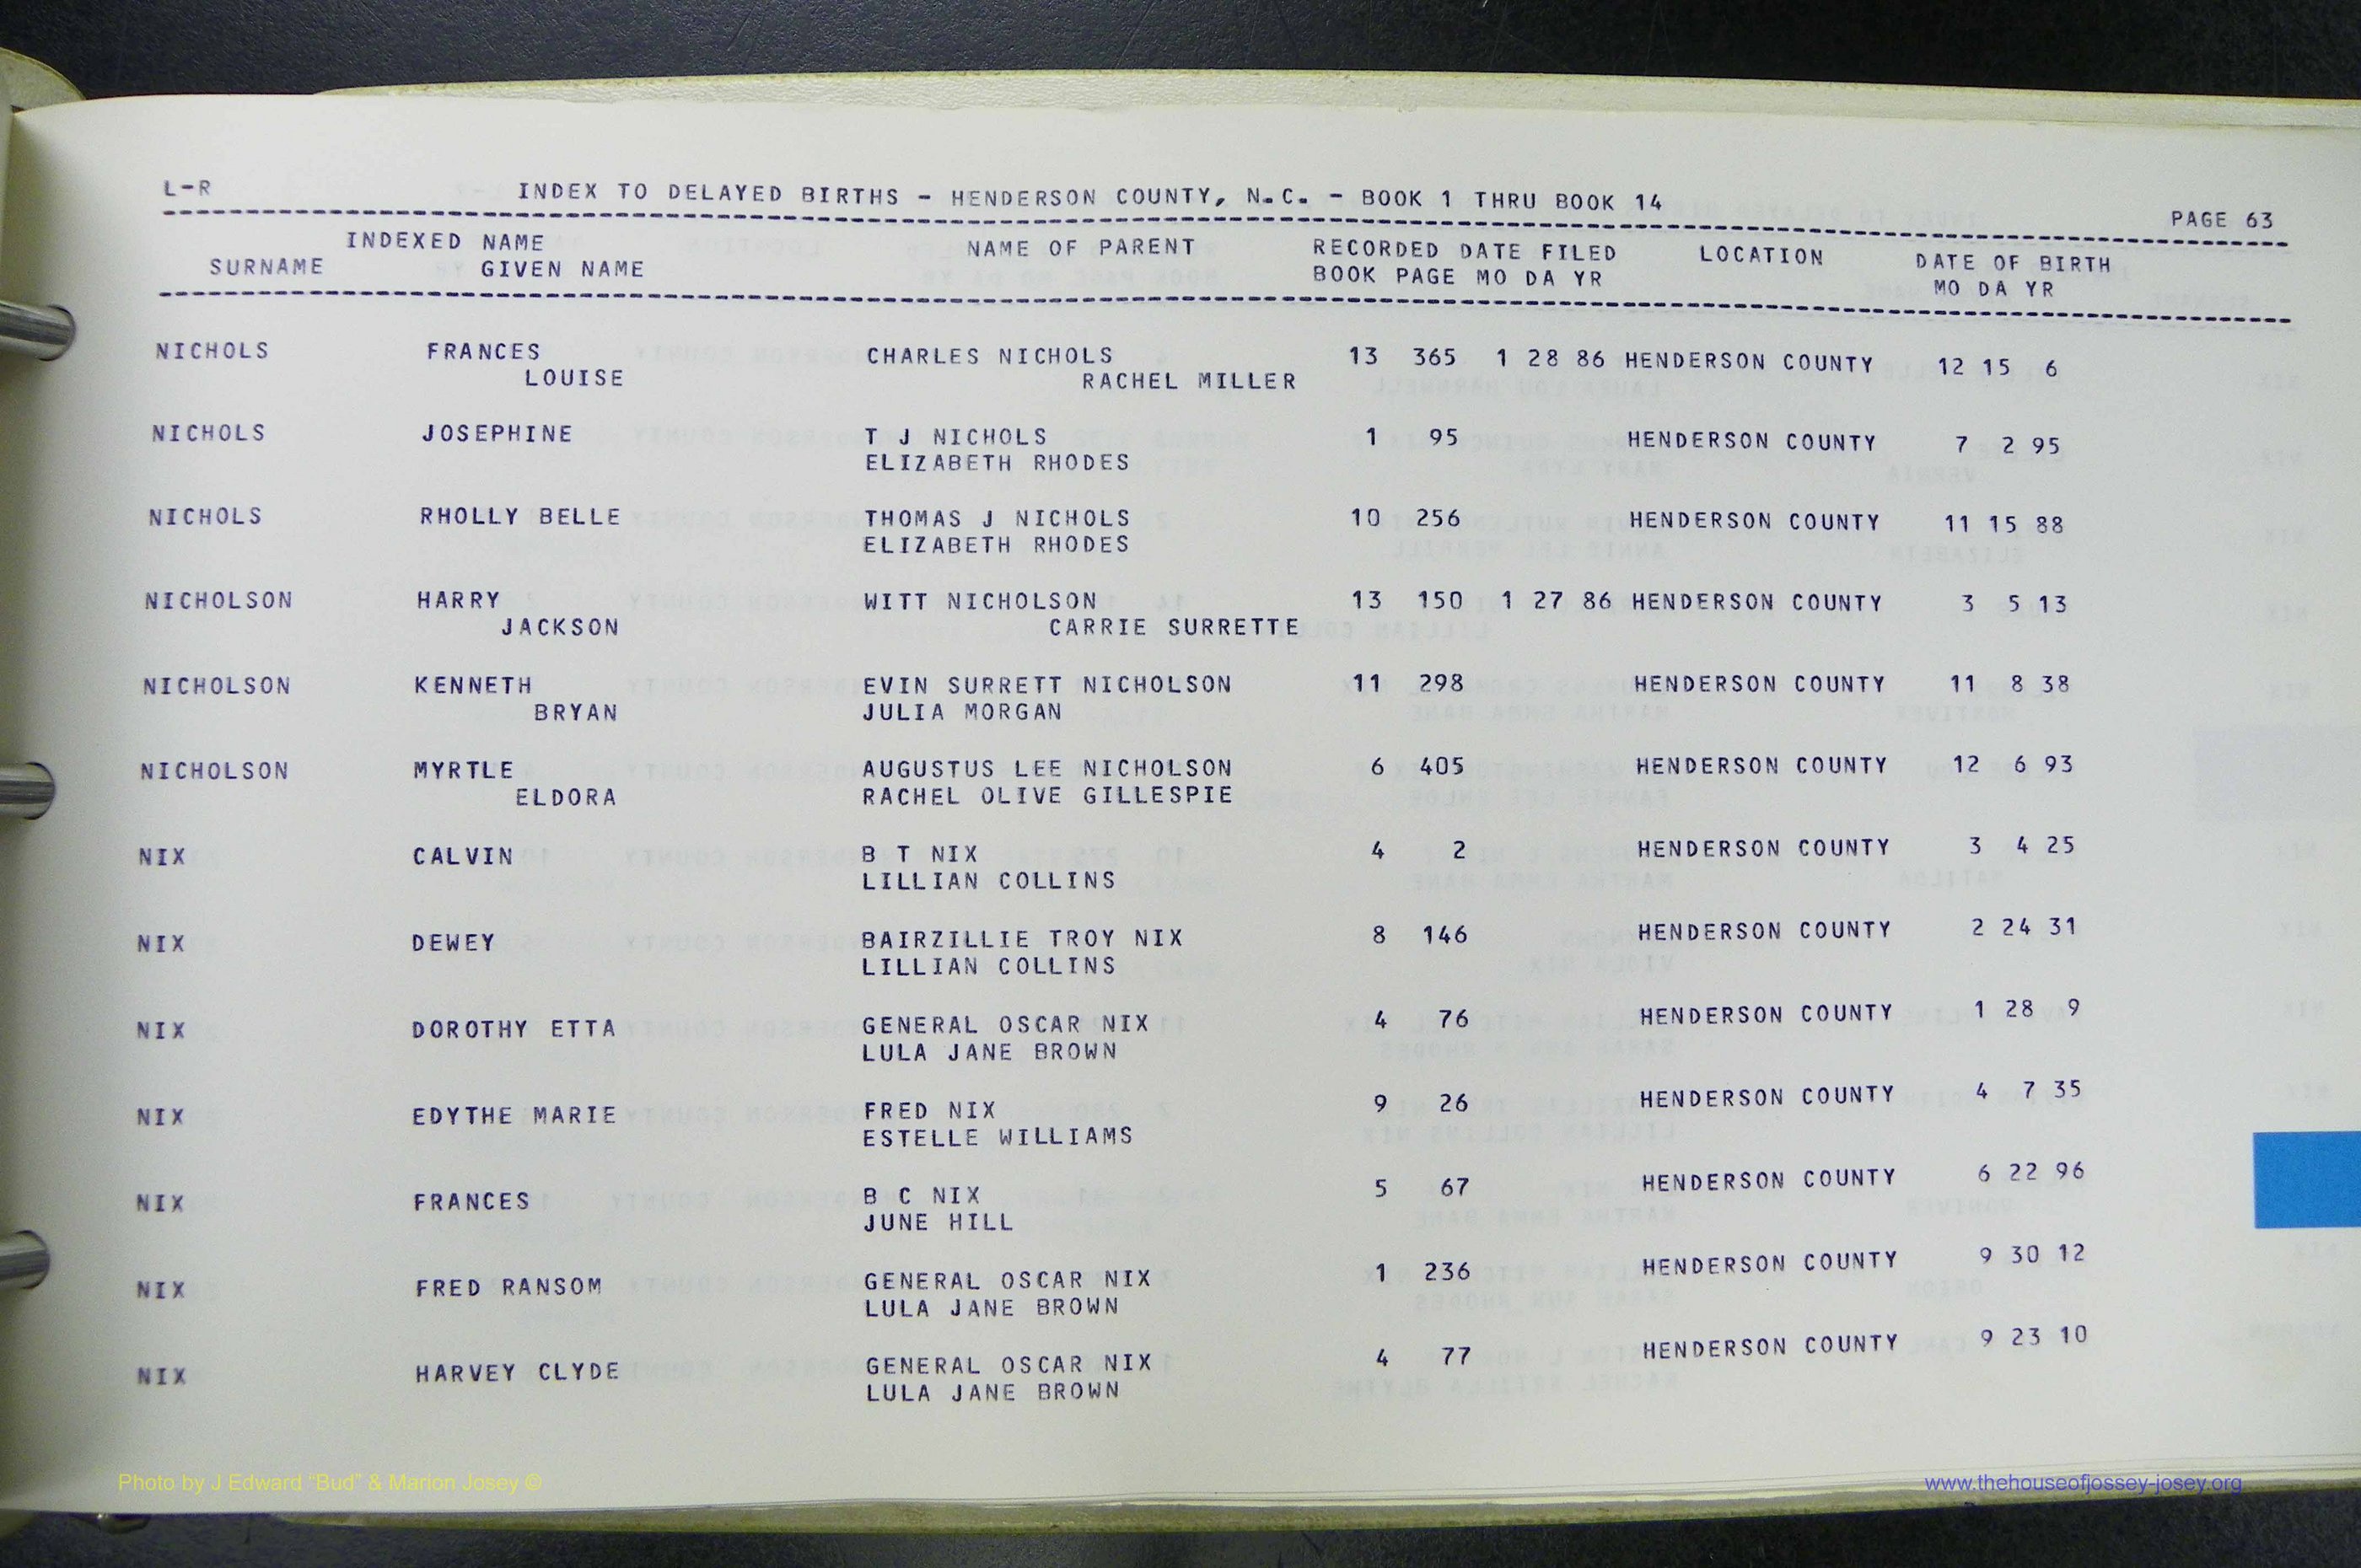 L-R INDEX TO DELAYED BIRTHS - HENDERSON COUNTY, N.C. - BOOK 1 THRU BOOK 14 PAGE 63
INDEXED NAME NAME OF PARENT RECORDED DATE FILED LOCATION DATE OF BIRTH
SURNAME GIVEN NAME BOOK PAGE MO DA YR MO DA YR
NICHOLS FRANCES CHARLES NICHOLS 13 365 1 28 86 HENDERSON COUNTY 12 15 6
LOUISE RACHEL MILLER
NICHOLS JOSEPHINE T J NICHOLS 1 95 HENDERSON COUNTY 7 2 95
ELIZABETH RHODES
NICHOLS RHOLLY BELLE THOMAS J NICHOLS 10 256 HENDERSON COUNTY 11 15 88
ELIZABETH RHODES
NICHOLSON HARRY WITT NICHOLSON 13 150 1 27 86 HENDERSON COUNTY 3 5 13
JACKSON CARRIE SURRETTE
NICHOLSON KENNETH EVIN SURRETT NICHOLSON 11 298 HENDERSON COUNTY 11 8 38
BRYAN JULIA MORGAN
NICHOLSON MYRTLE AUGUSTUS LEE NICHOLSON 6 405 HENDERSON COUNTY 12 6 93
ELDORA RACHEL OLIVE GILLESPIE
NIX CALVIN B T NIX 4 2 HENDERSON COUNTY 3 4 25
LILLIAN COLLINS
NIX DEWEY BAIRZILLIE TROY NIX 8 146 HENDERSON COUNTY 2 24 31
LILLIAN COLLINS
NIX DOROTHY ETTA GENERAL OSCAR NIX 4 76 HENDERSON COUNTY 1 28 9
LULA JANE BROWN
NIX EDYTHE MARIE FRED NIX 9 26 HENDERSON COUNTY 4 7 35
ESTELLE WILLIAMS
NIX FRANCES B C NIX 5 67 HENDERSON COUNTY 6 22 96
JUNE HILL
NIX FRED RANSOM GENERAL OSCAR NIX 1 236 HENDERSON COUNTY 9 30 12
LULA JANE BROWN
NIX HARVEY CLYDE GENERAL OSCAR NIX 4 77 HENDERSON COUNTY 9 23 10
LULA JANE BROWN
Photo by J Edward “Bud” & Marion Josey © www.thehouseofjossey-josey.org